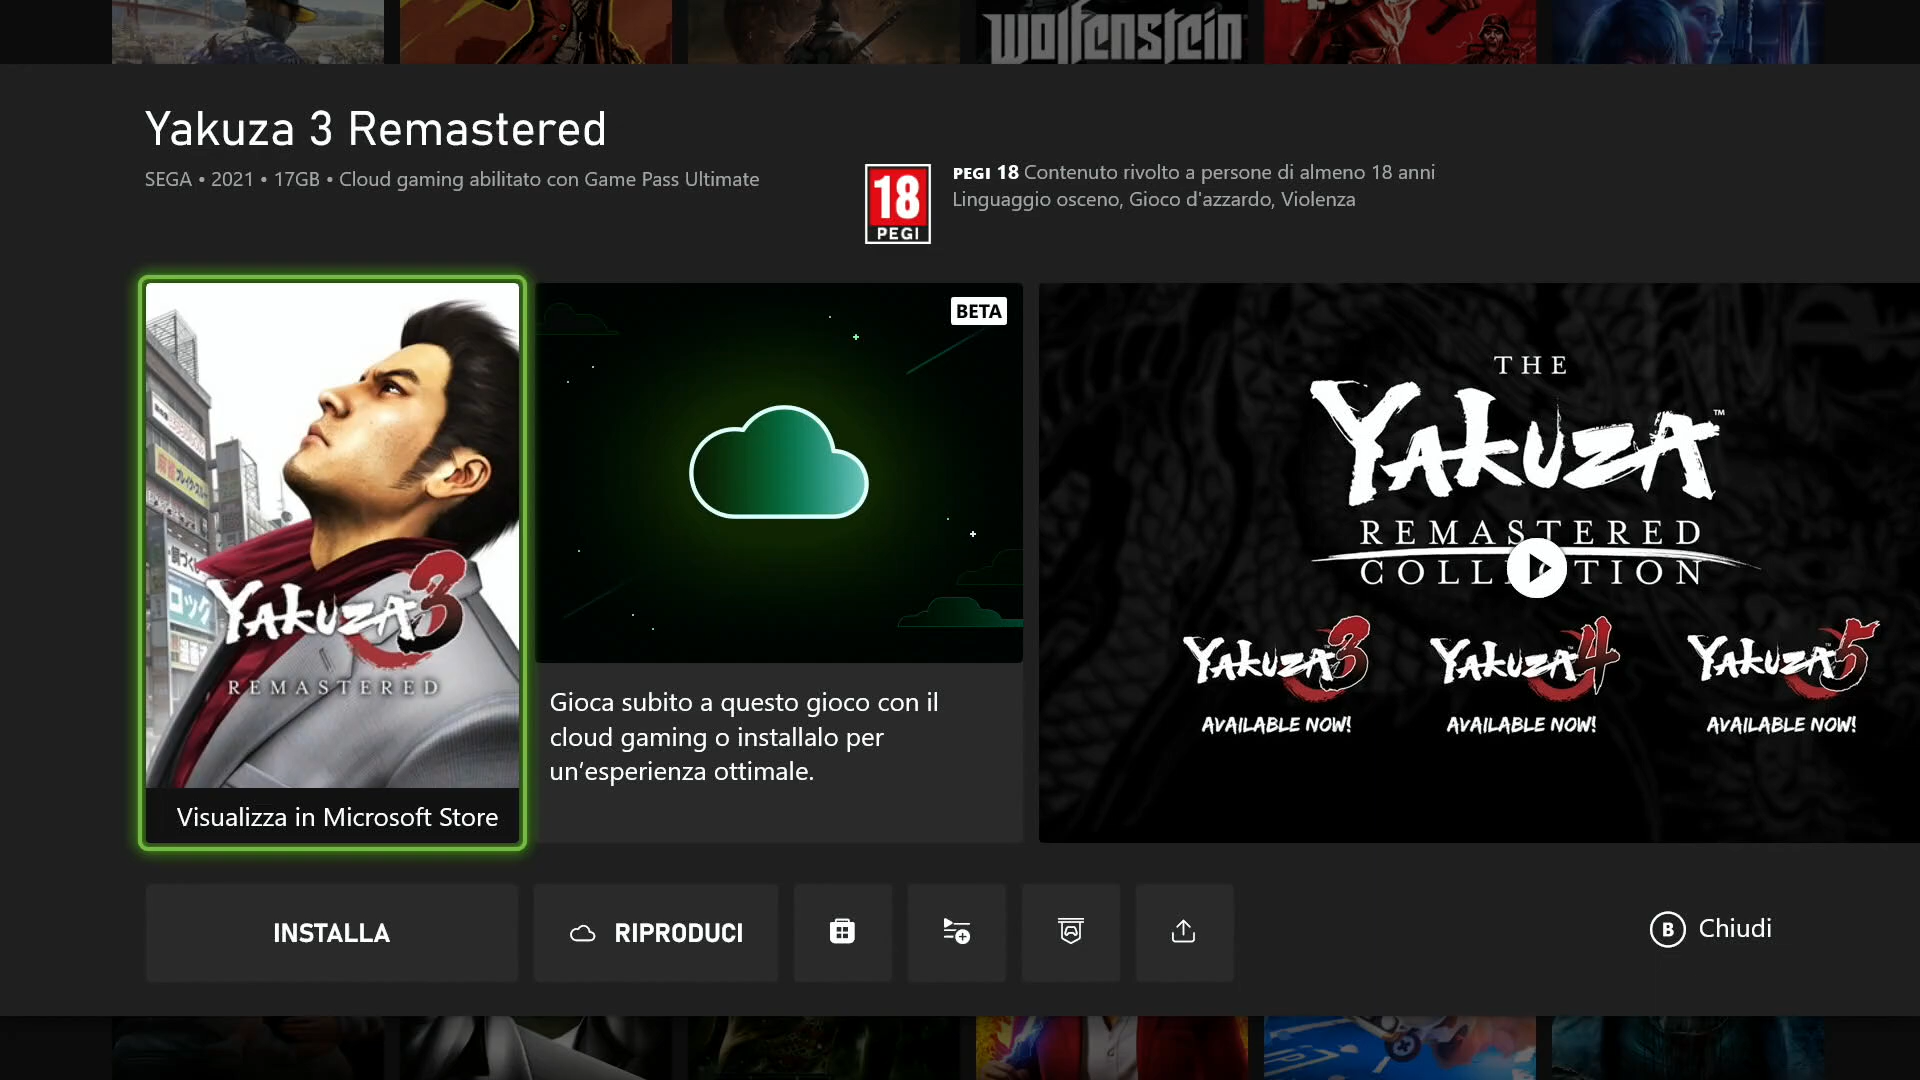 Wolfenstein
Yakuza 3 Remastered
SEGA • 2021 • 17GB • Cloud gaming abilitato con Game Pass Ultimate
18
PEGI
PEGI 18 Contenuto rivolto a persone di almeno 18 anni
Linguaggio osceno, Gioco d'azzardo, Violenza
YAKUZA 3
REMASTERED
Visualizza in Microsoft Store
BETA
Gioca subito a questo gioco con il
cloud gaming o installalo per
un‘esperienza ottimale.
THE
YAKUZA™
REMASTERED
COLLECTION
YAKUZA 3
YAKUZA 4
YAKUZA 5
AVAILABLE NOW!
AVAILABLE NOW!
AVAILABLE NOW!
INSTALLA
RIPRODUCI
B Chiudi